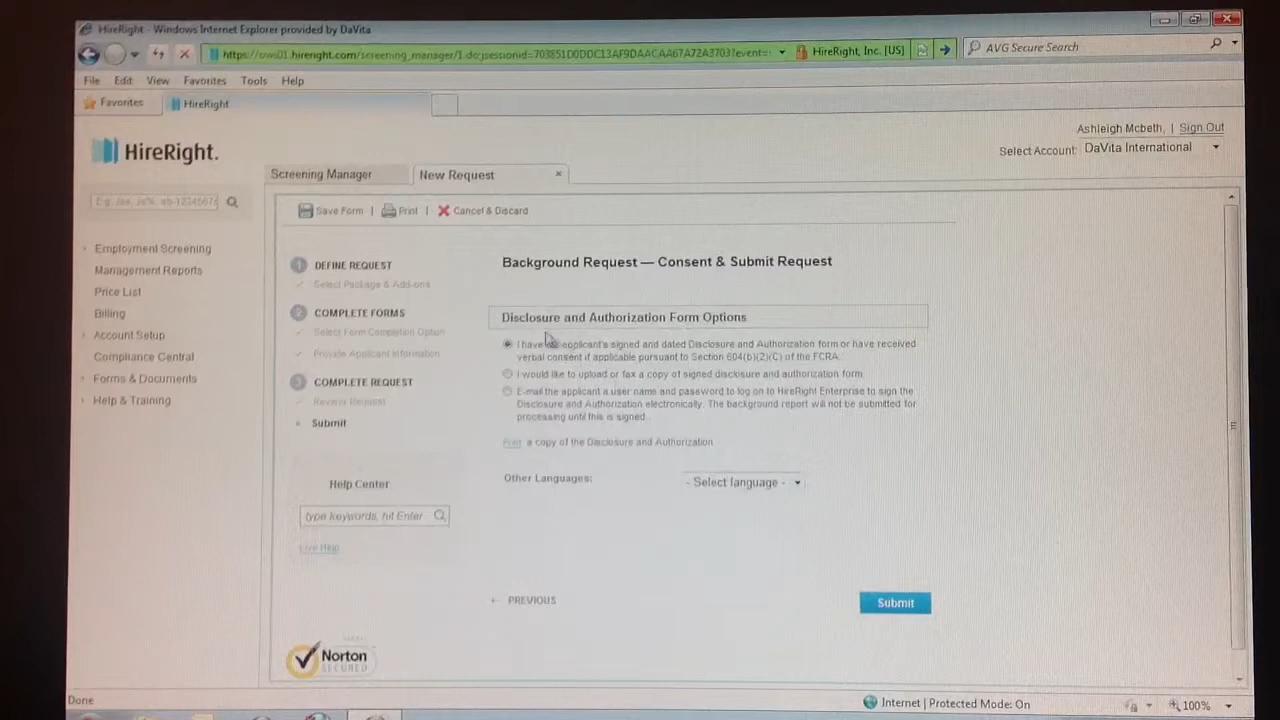 HireRight - Windows Internet Explorer provided by DaVita
HireRight, Inc. [US]
AVG Secure Search
File Edit View Favorites Tools Help
Favorites HireRight
Ashleigh Mcbeth, | Sign Out
HireRight.
Select Account: DaVita International
Screening Manager New Request
Save Form | Print | Cancel & Discard
Employment Screening
Management Reports
Price List
Billing
Account Setup
Compliance Central
Forms & Documents
Help & Training
1 DEFINE REQUEST
Select Package & Add-ons
2 COMPLETE FORMS
Select Form Completion Option
Provide Applicant Information
3 COMPLETE REQUEST
Review Request
Submit
Help Center
type keywords, hit Enter
Live Help
Background Request — Consent & Submit Request
Disclosure and Authorization Form Options
I have applicant's signed and dated Disclosure and Authorization form or have received
verbal consent if applicable pursuant to Section 604(b)(2)(C) of the FCRA.
I would like to upload or fax a copy of signed disclosure and authorization form.
E-mail the applicant a user name and password to log on to HireRight Enterprise to sign the
Disclosure and Authorization electronically. The background report will not be submitted for
processing until this is signed.
Print a copy of the Disclosure and Authorization
Other Languages: - Select language -
← PREVIOUS
Submit
Norton
SECURED
Done
Internet | Protected Mode: On
100%